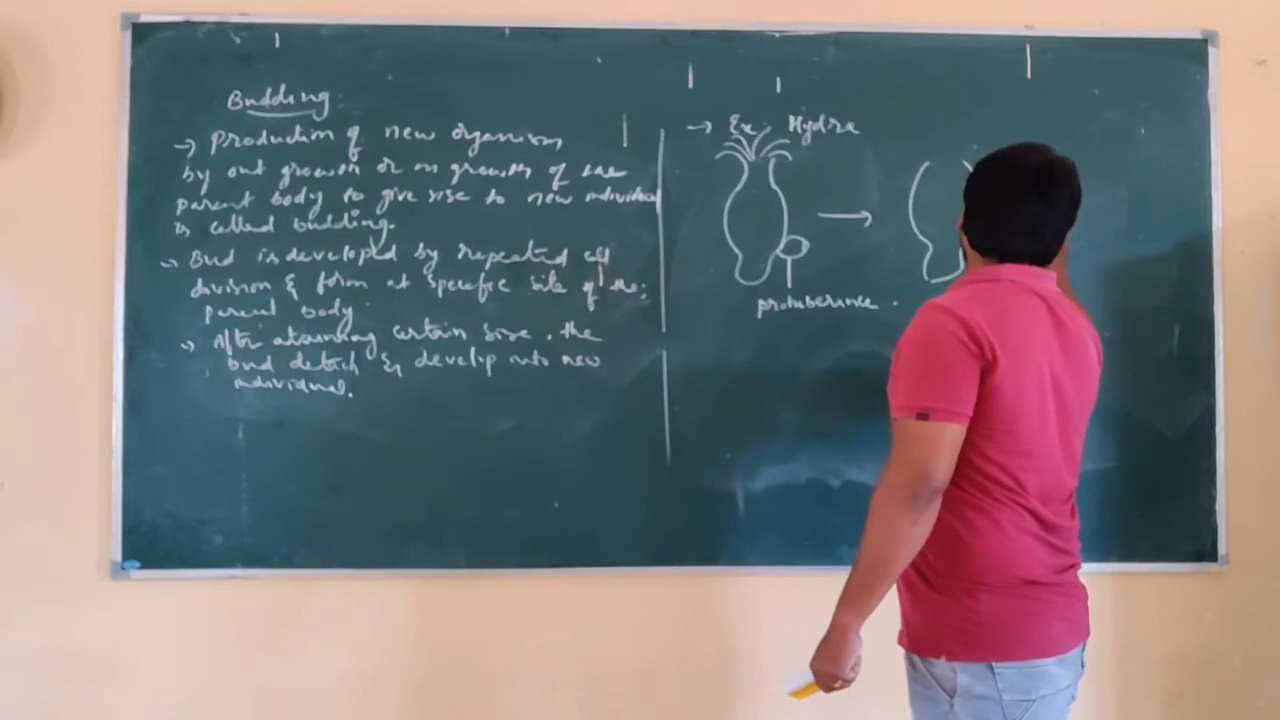 Budding:
→ Production of new organism
by out growth or on growth of the
parent body to give rise to new individual
is called budding.
→ Bud is developed by repeated cell
division & form at specific site of the
parent body
→ After attaining certain size, the
bud detach & develop into new
individual.
→ Ex: Hydra
protuberance.